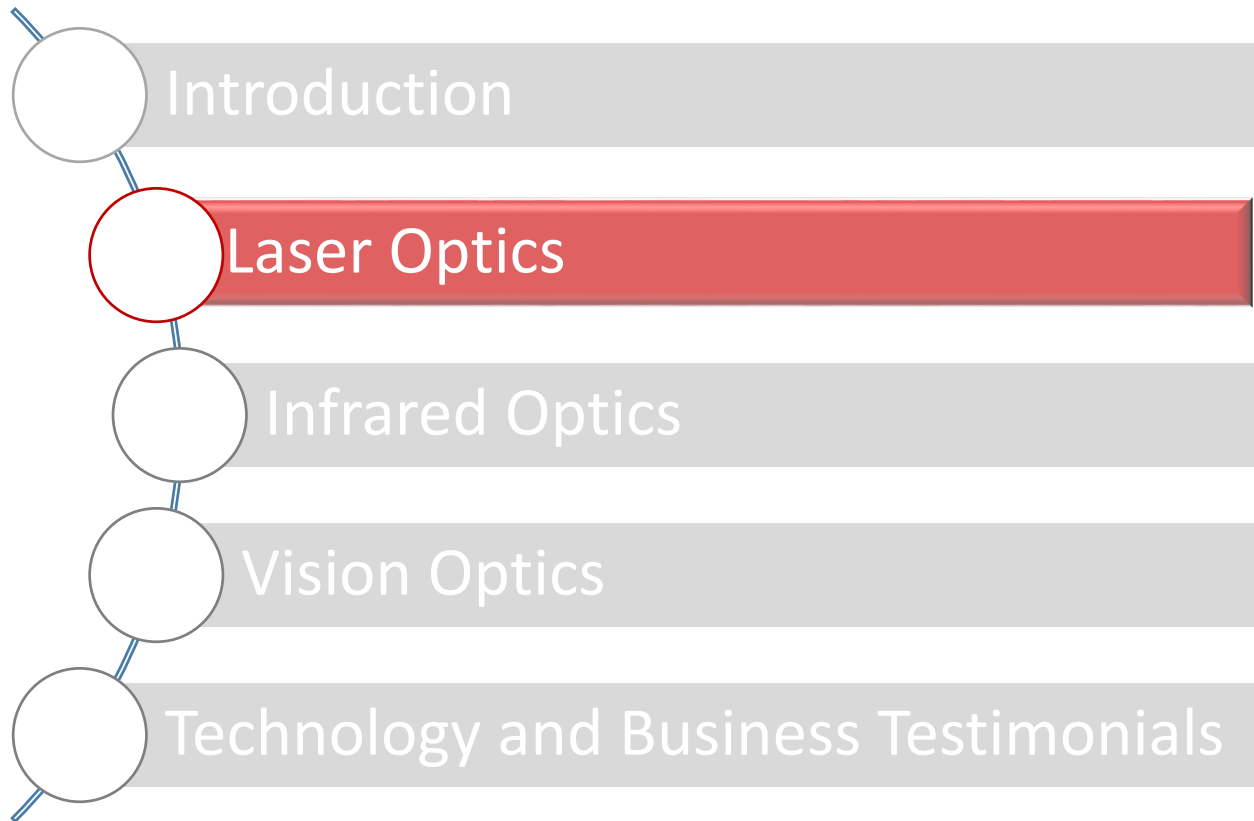 Introduction
Laser Optics
Infrared Optics
Vision Optics
Technology and Business Testimonials